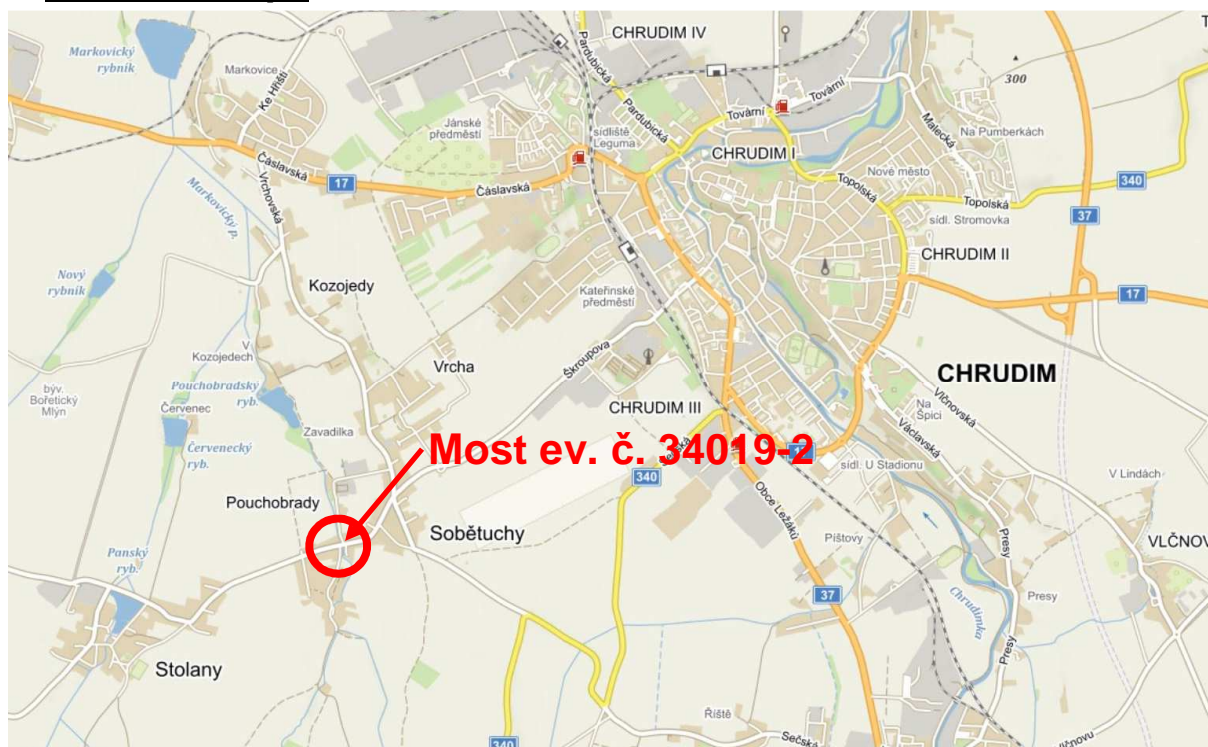 CHRUDIM IV
Markovický
rybník
Markovice
Ke Hřišti
Pardubická
Pardubická
300
Tovární
Tovární
Jánské
předměstí
sídliště
Leguma
CHRUDIM I
Malecká
Na Pumberkách
Nové město
Čáslavská
17
Čáslavská
Vrchovská
Markovický p.
Topolská
Topolská
340
sídl. Stromovka
37
CHRUDIM II
Nový
rybník
Kozojedy
Kateřinské
předměstí
17
V
Kozojedech
Vrcha
Škroupova
býv.
Bořetický
Mlýn
Pouchobradský
ryb.
Červenec
CHRUDIM III
CHRUDIM
Vlčnovská
Na
Špici
Václavská
Zavadilka
Červenecký
ryb.
Most ev. č. 34019-2
340
sídl. U Stadionu
V Lindách
Pouchobrady
Obce Ležáků
Sobětuchy
Píšťovy
Presy
VLČNOV
Panský
ryb.
37
Chrudimka
Presy
Presy
Stolany
Říště
340
Sečská